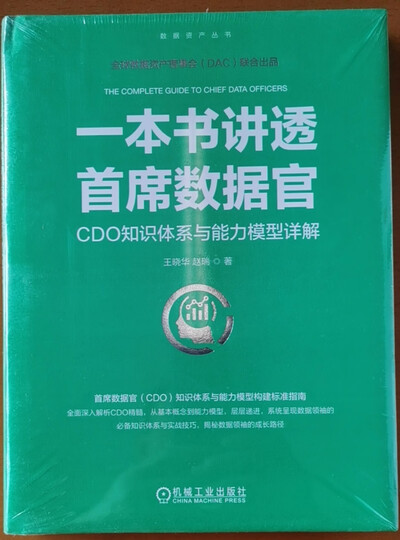 数据资产丛书
全球数据资产理事会（DAC）联合出品
THE COMPLETE GUIDE TO CHIEF DATA OFFICERS
一本书讲透
首席数据官
CDO知识体系与能力模型详解
王晓华 赵鹏 ◎ 著
首席数据官（CDO）知识体系与能力模型构建标准指南
全面深入解析CDO精髓，从基本概念到能力模型，层层递进，系统呈现数据领袖的
必备知识体系与实战技巧，揭秘数据领袖的成长路径
机械工业出版社
CHINA MACHINE PRESS